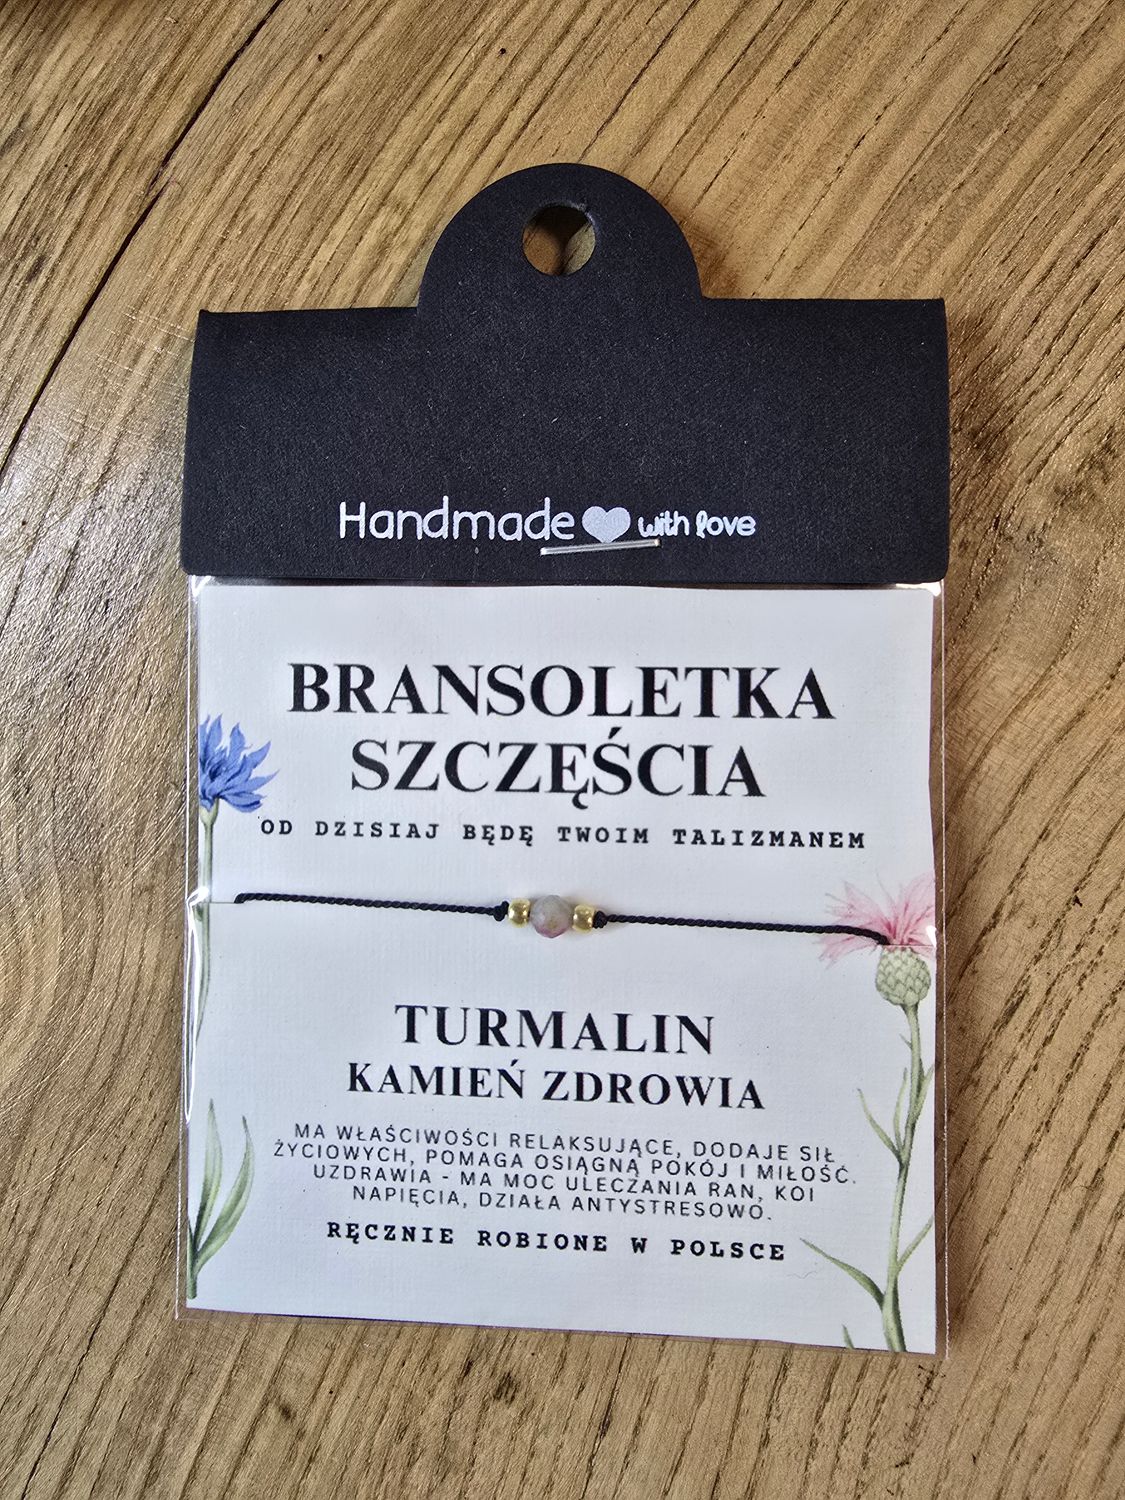 Handmade with love
BRANSOLETKA
SZCZĘŚCIA
OD DZISIAJ BĘDĘ TWOIM TALIZMANEM
TURMALIN
KAMIEŃ ZDROWIA
MA WŁAŚCIWOŚCI RELAKSUJĄCE, DODAJE SIŁ
ŻYCIOWYCH, POMAGA OSIĄGNĄ POKÓJ I MIŁOŚĆ.
UZDRAWIA - MA MOC ULECZANIA RAN, KOI
NAPIĘCIA, DZIAŁA ANTYSTRESOWO.
RĘCZNIE ROBIONE W POLSCE